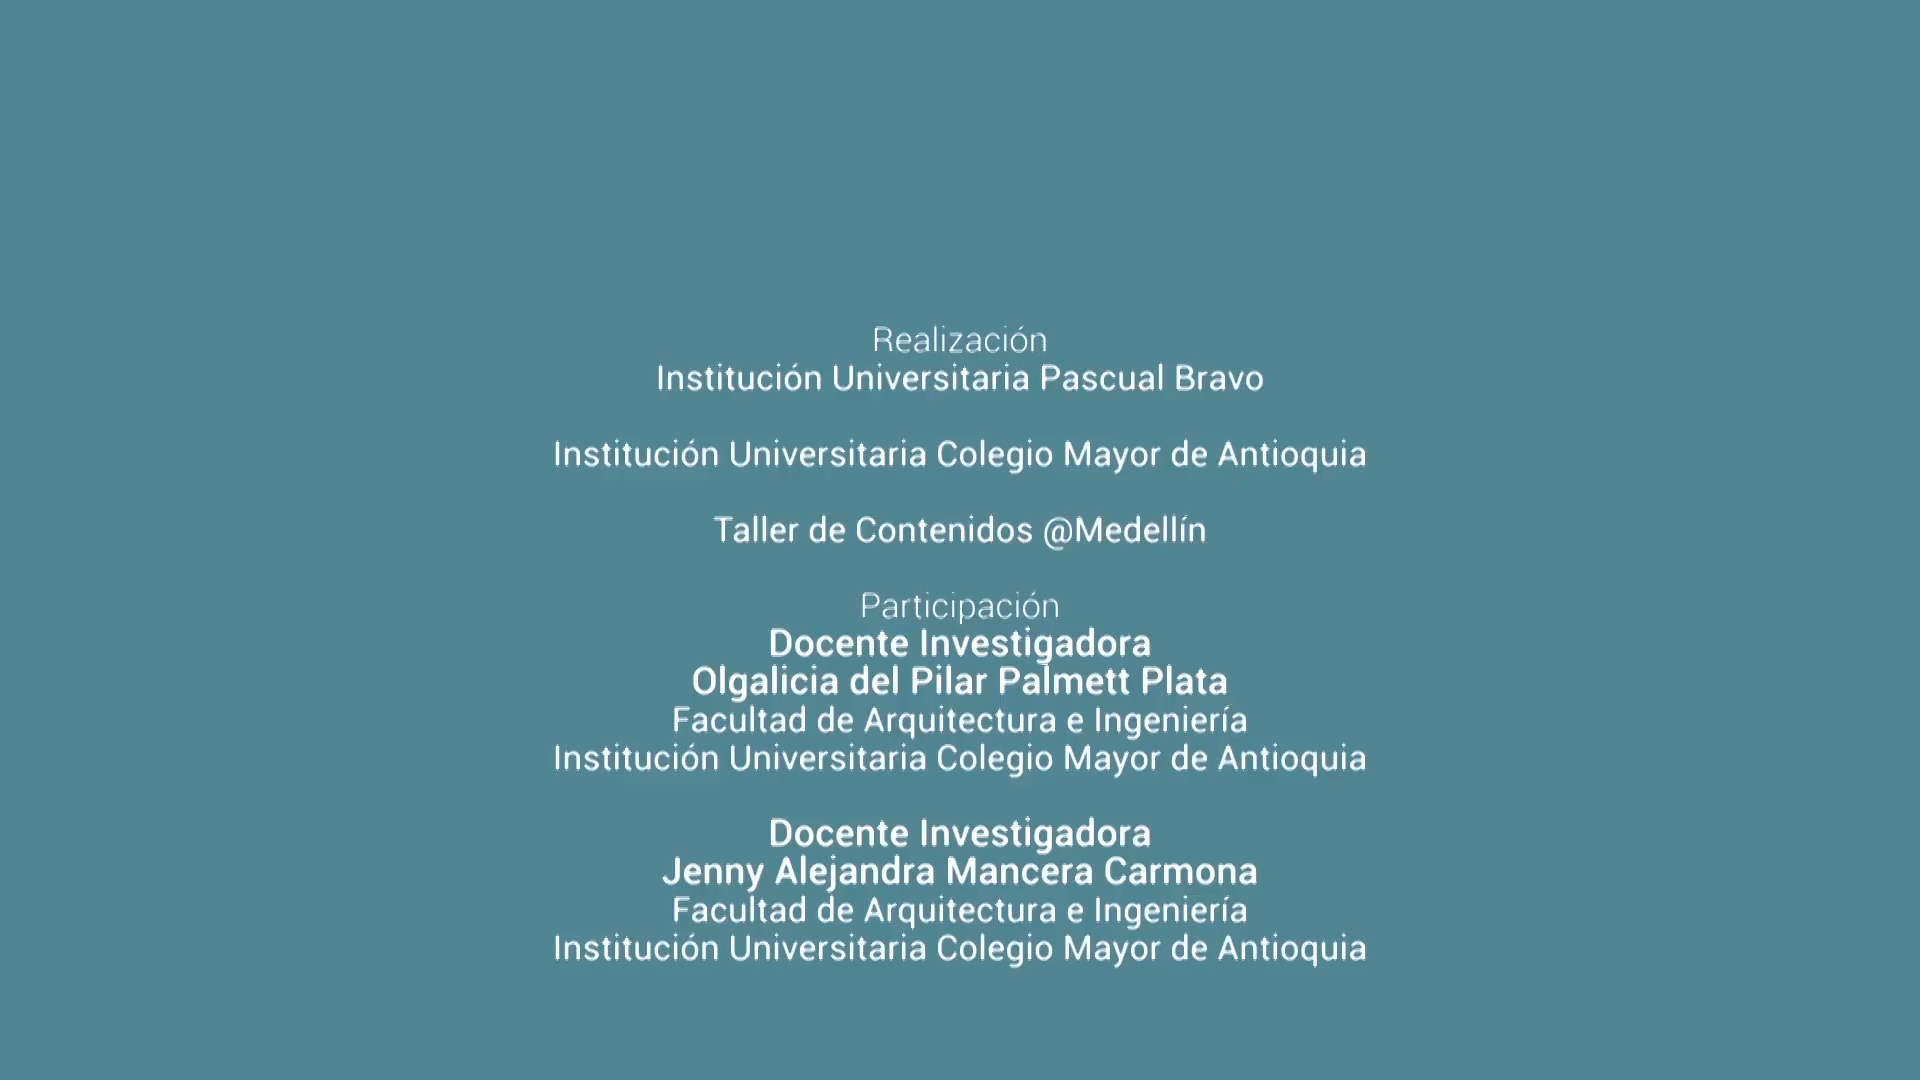 Realización
Institución Universitaria Pascual Bravo
Institución Universitaria Colegio Mayor de Antioquia
Taller de Contenidos @Medellín
Participación
Docente Investigadora
Olgalicia del Pilar Palmett Plata
Facultad de Arquitectura e Ingeniería
Institución Universitaria Colegio Mayor de Antioquia
Docente Investigadora
Jenny Alejandra Mancera Carmona
Facultad de Arquitectura e Ingeniería
Institución Universitaria Colegio Mayor de Antioquia